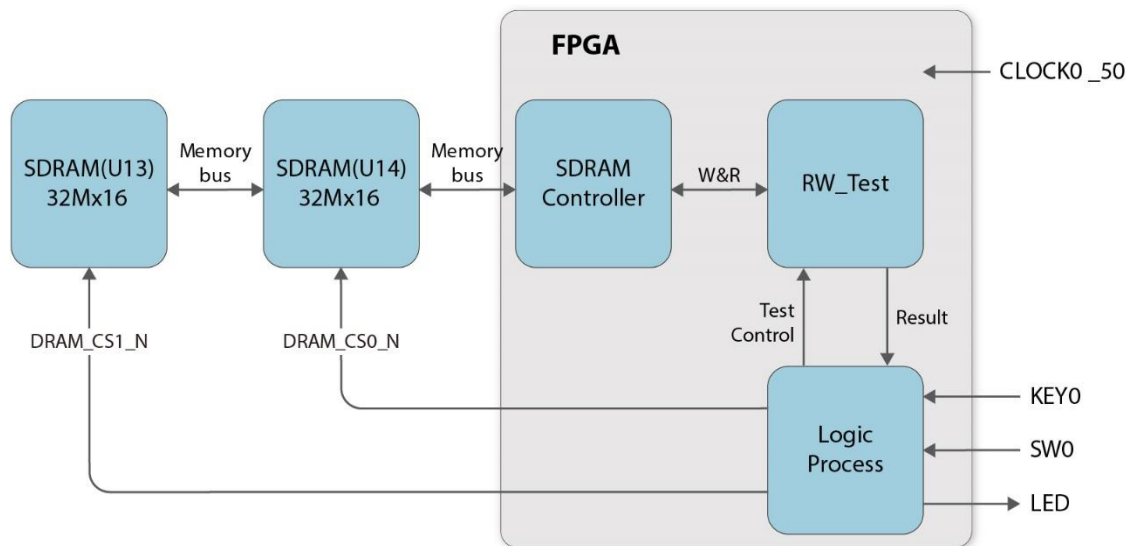 FPGA
CLOCK0 _50
SDRAM(U13)
32Mx16
Memory
bus
SDRAM(U14)
32Mx16
Memory
bus
SDRAM
Controller
W&R
RW_Test
DRAM_CS1_N
DRAM_CS0_N
Test
Control
Result
Logic
Process
KEY0
SW0
LED